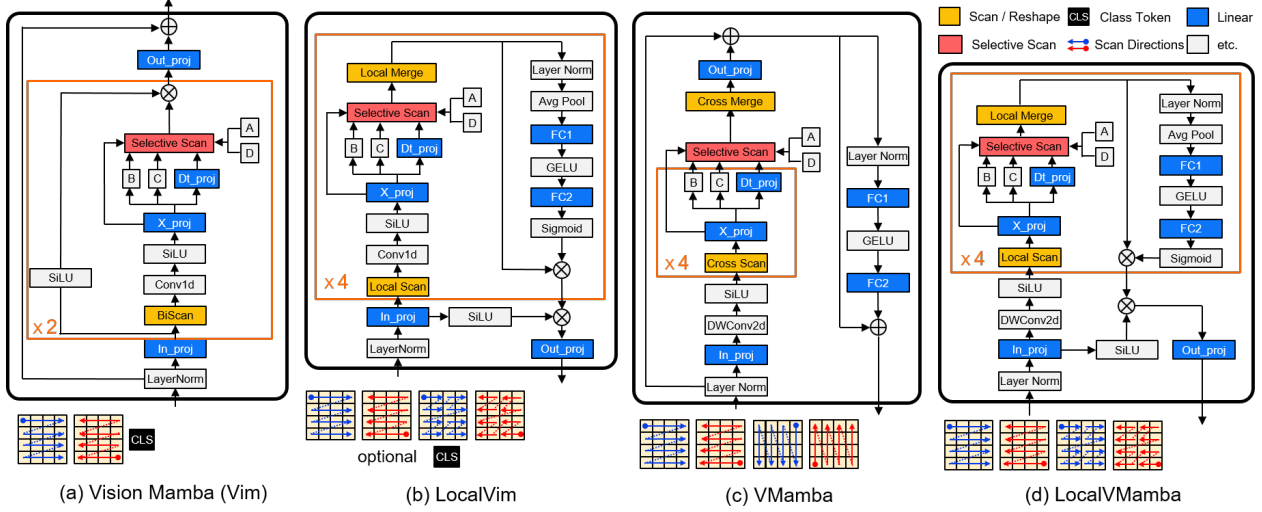 Scan / Reshape
CLS
Class Token
Linear
Selective Scan
Scan Directions
etc.
Out_proj
Selective Scan
A
D
B
C
Dt_proj
X_proj
SiLU
SiLU
Conv1d
BiScan
x 2
In_proj
LayerNorm
CLS
(a) Vision Mamba (Vim)
Local Merge
Selective Scan
A
D
B
C
Dt_proj
X_proj
SiLU
Conv1d
x 4
Local Scan
In_proj
SiLU
LayerNorm
Layer Norm
Avg Pool
FC1
GELU
FC2
Sigmoid
Out_proj
optional
CLS
(b) LocalVim
Out_proj
Cross Merge
Selective Scan
A
D
B
C
Dt_proj
X_proj
x 4
Cross Scan
SiLU
DWConv2d
In_proj
Layer Norm
Layer Norm
FC1
GELU
FC2
(c) VMamba
Local Merge
Selective Scan
A
D
B
C
Dt_proj
X_proj
x 4
Local Scan
SiLU
DWConv2d
In_proj
Layer Norm
Layer Norm
Avg Pool
FC1
GELU
FC2
Sigmoid
SiLU
Out_proj
(d) LocalVMamba